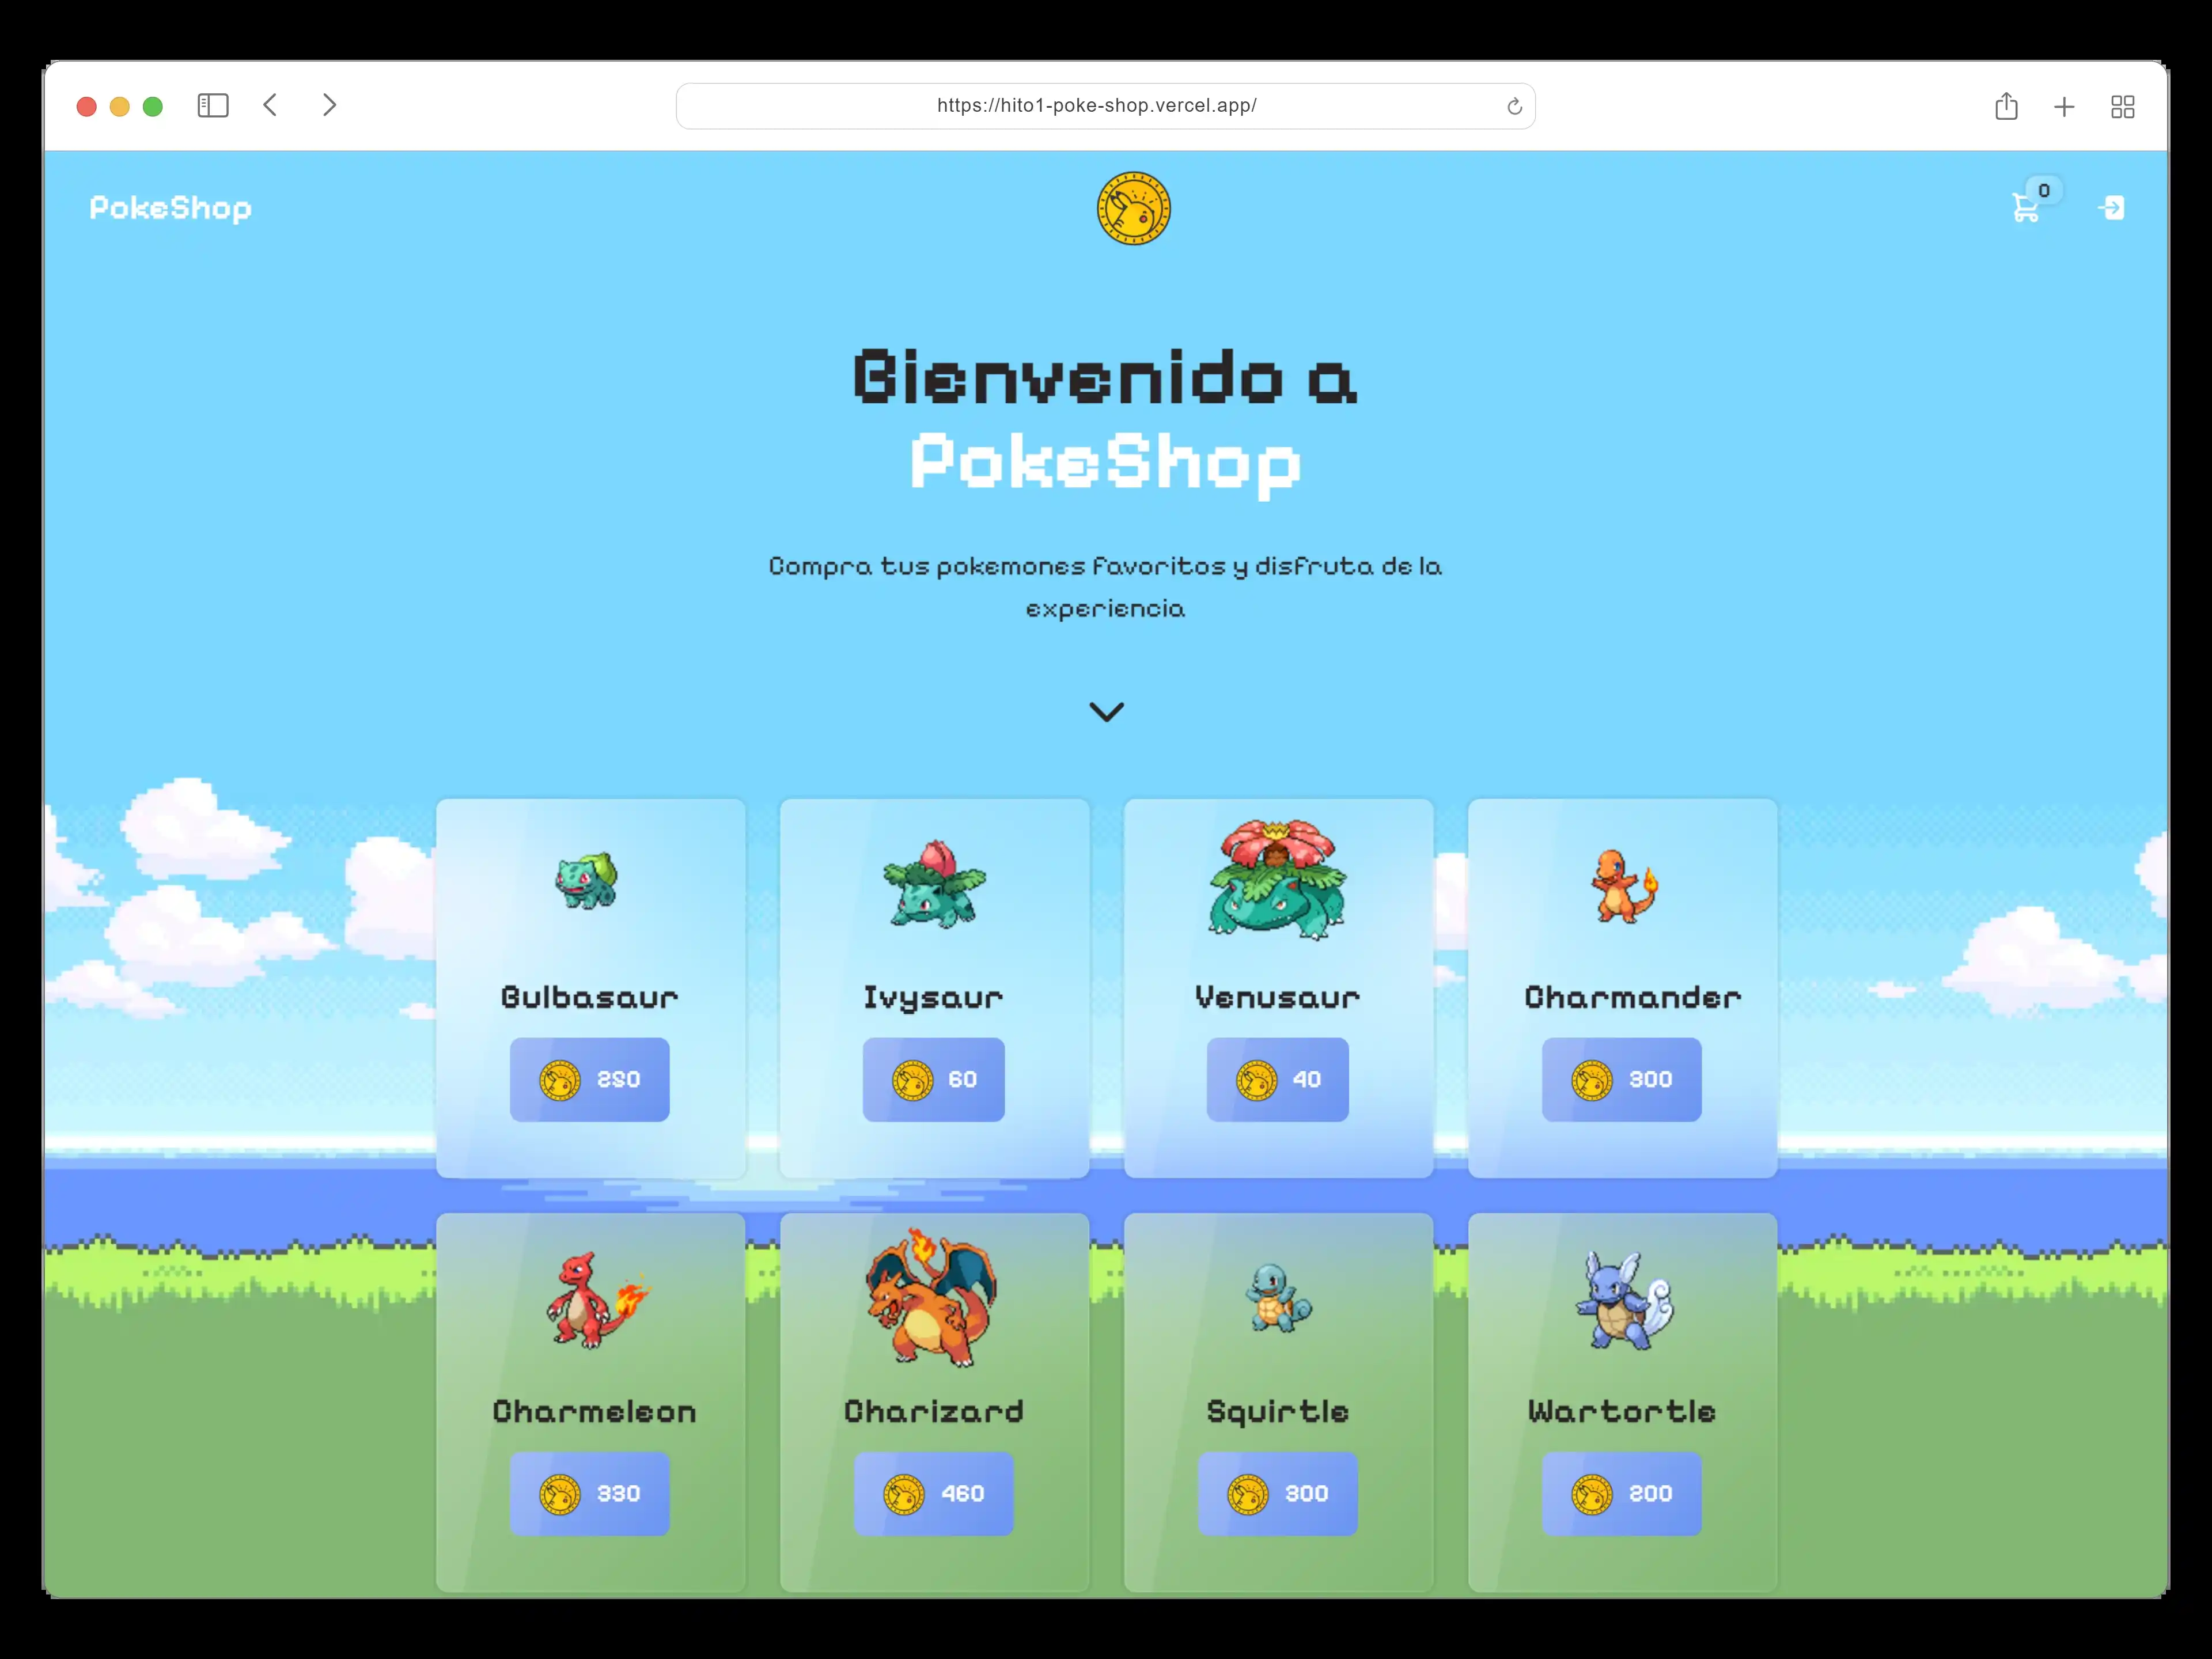 https://hito1-poke-shop.vercel.app/
PokeShop
0
Bienvenido a
PokeShop
Compra tus pokemones favoritos y disfruta de la
experiencia
Bulbasaur
250
Ivysaur
60
Venusaur
40
Charmander
300
Charmeleon
330
Charizard
460
Squirtle
300
Wartortle
200